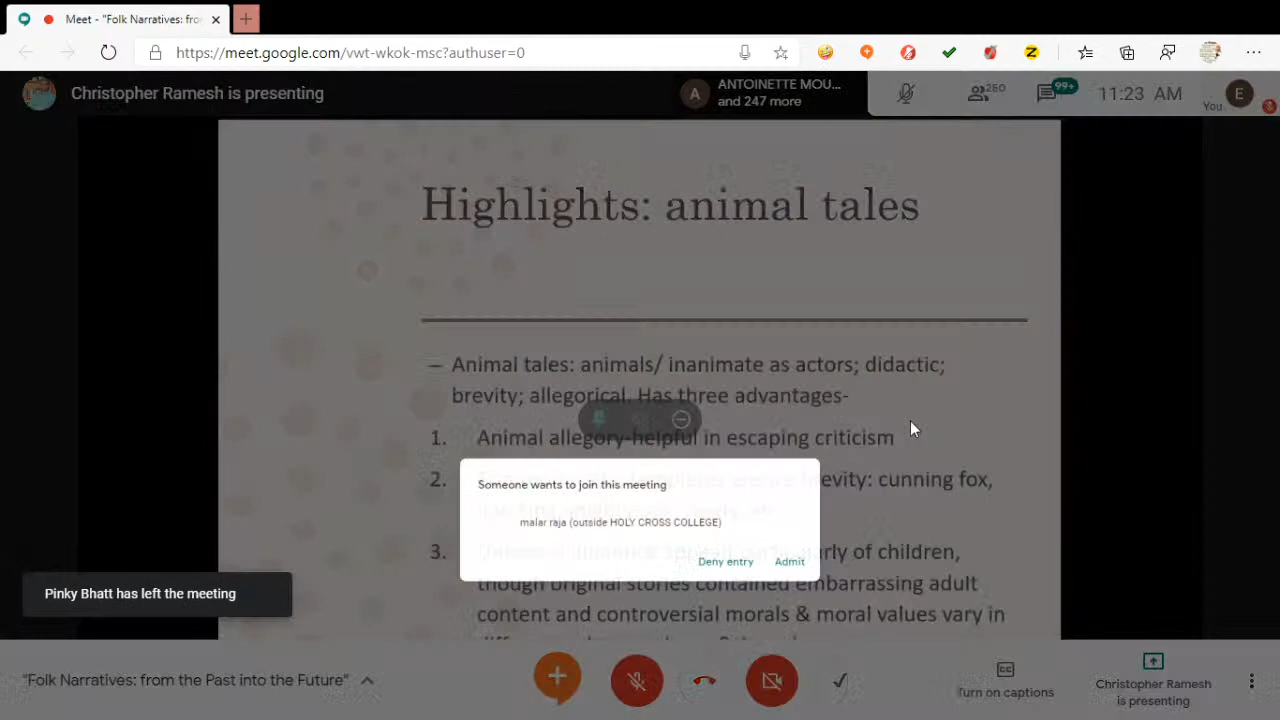 Meet - "Folk Narratives: fro
https://meet.google.com/vwt-wkok-msc?authuser=0
Christopher Ramesh is presenting
A
ANTOINETTE MOU...
and 247 more
250
99+
11:23 AM
You
E
Highlights: animal tales
– Animal tales: animals/ inanimate as actors; didactic;
brevity; allegorical. Has three advantages-
1. Animal allegory-helpful in escaping criticism
2. brevity: cunning fox,
3. particularly of children,
though original stories contained embarrassing adult
content and controversial morals & moral values vary in
Someone wants to join this meeting
malar raja (outside HOLY CROSS COLLEGE)
Deny entry Admit
Pinky Bhatt has left the meeting
"Folk Narratives: from the Past into the Future"
CC
Turn on captions
Christopher Ramesh
is presenting